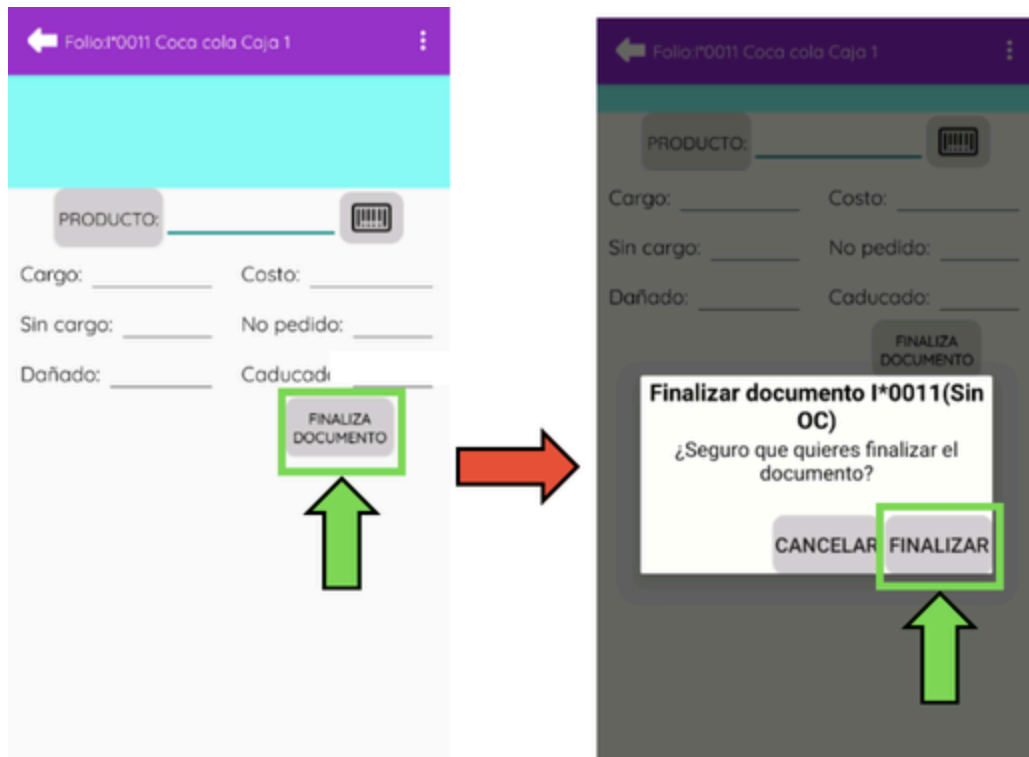 Folio:I*0011 Coca cola Caja 1
PRODUCTO:
Cargo: Costo:
Sin cargo: No pedido:
Dañado: Caducad
FINALIZA
DOCUMENTO
Folio:I*0011 Coca cola Caja 1
PRODUCTO:
Cargo: Costo:
Sin cargo: No pedido:
Dañado: Caducado:
FINALIZA
DOCUMENTO
Finalizar documento I*0011(Sin
OC)
¿Seguro que quieres finalizar el
documento?
CANCELAR FINALIZAR